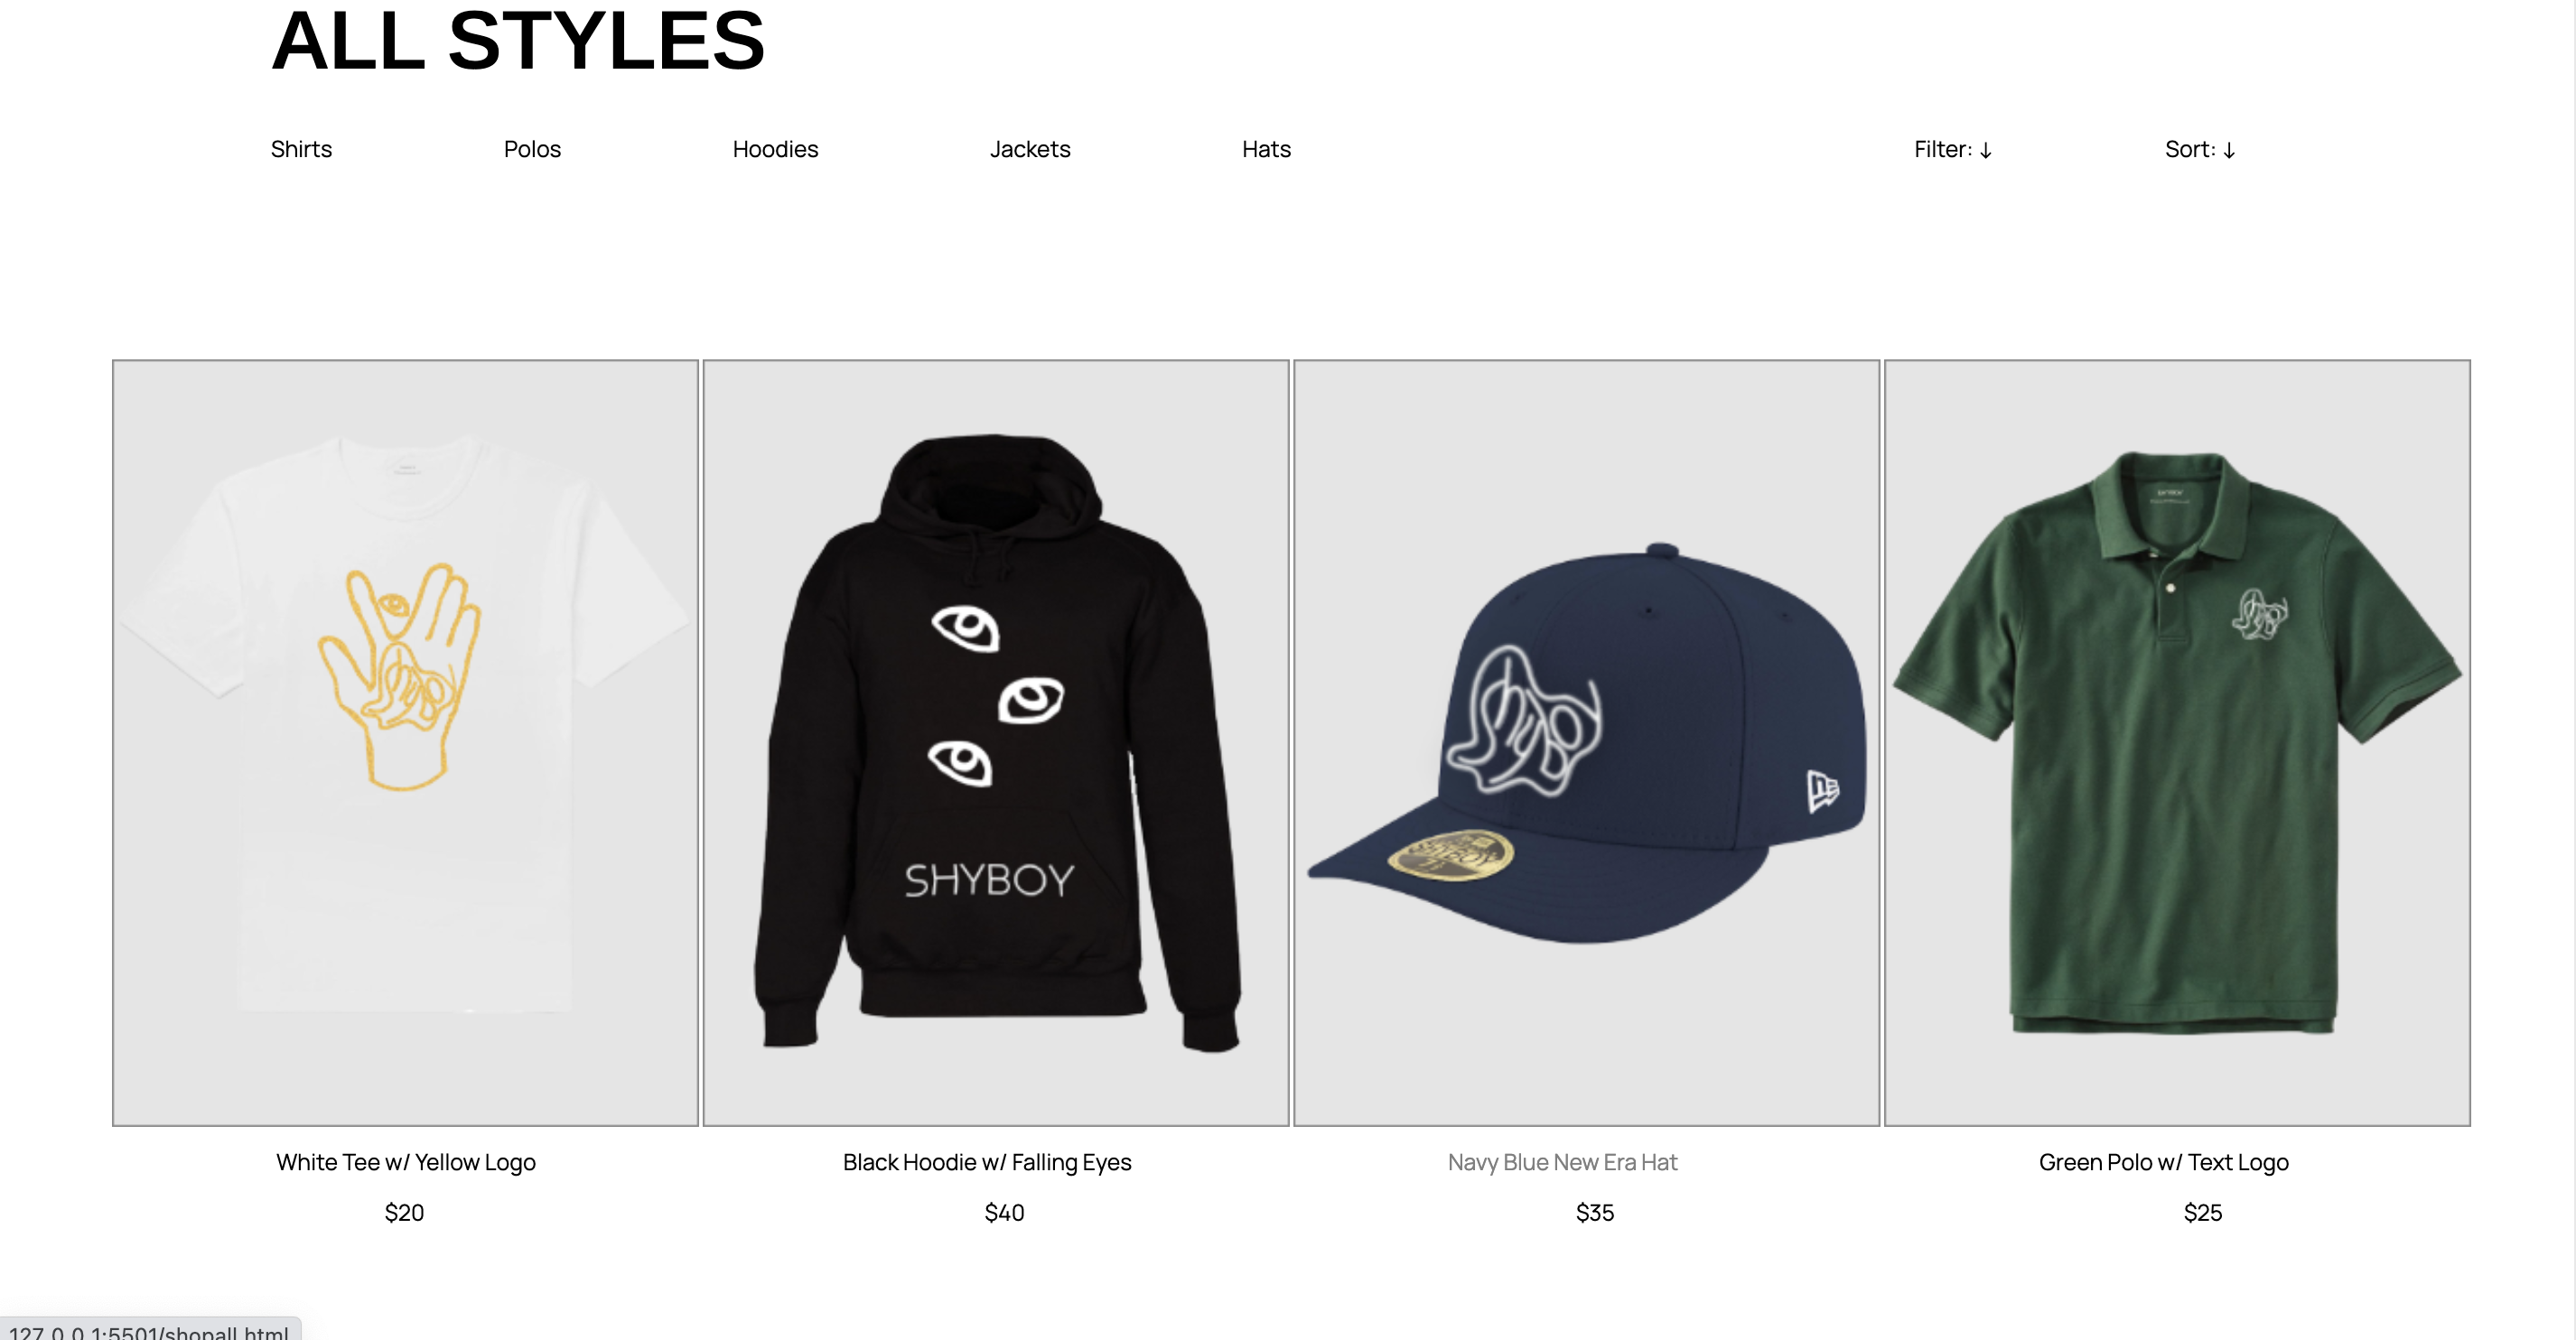 ALL STYLES
Shirts Polos Hoodies Jackets Hats Filter: ↓ Sort: ↓
SHYBOY
SHYBOY
White Tee w/ Yellow Logo Black Hoodie w/ Falling Eyes Navy Blue New Era Hat Green Polo w/ Text Logo
$20 $40 $35 $25
127.0.0.1:5501/shopall.html